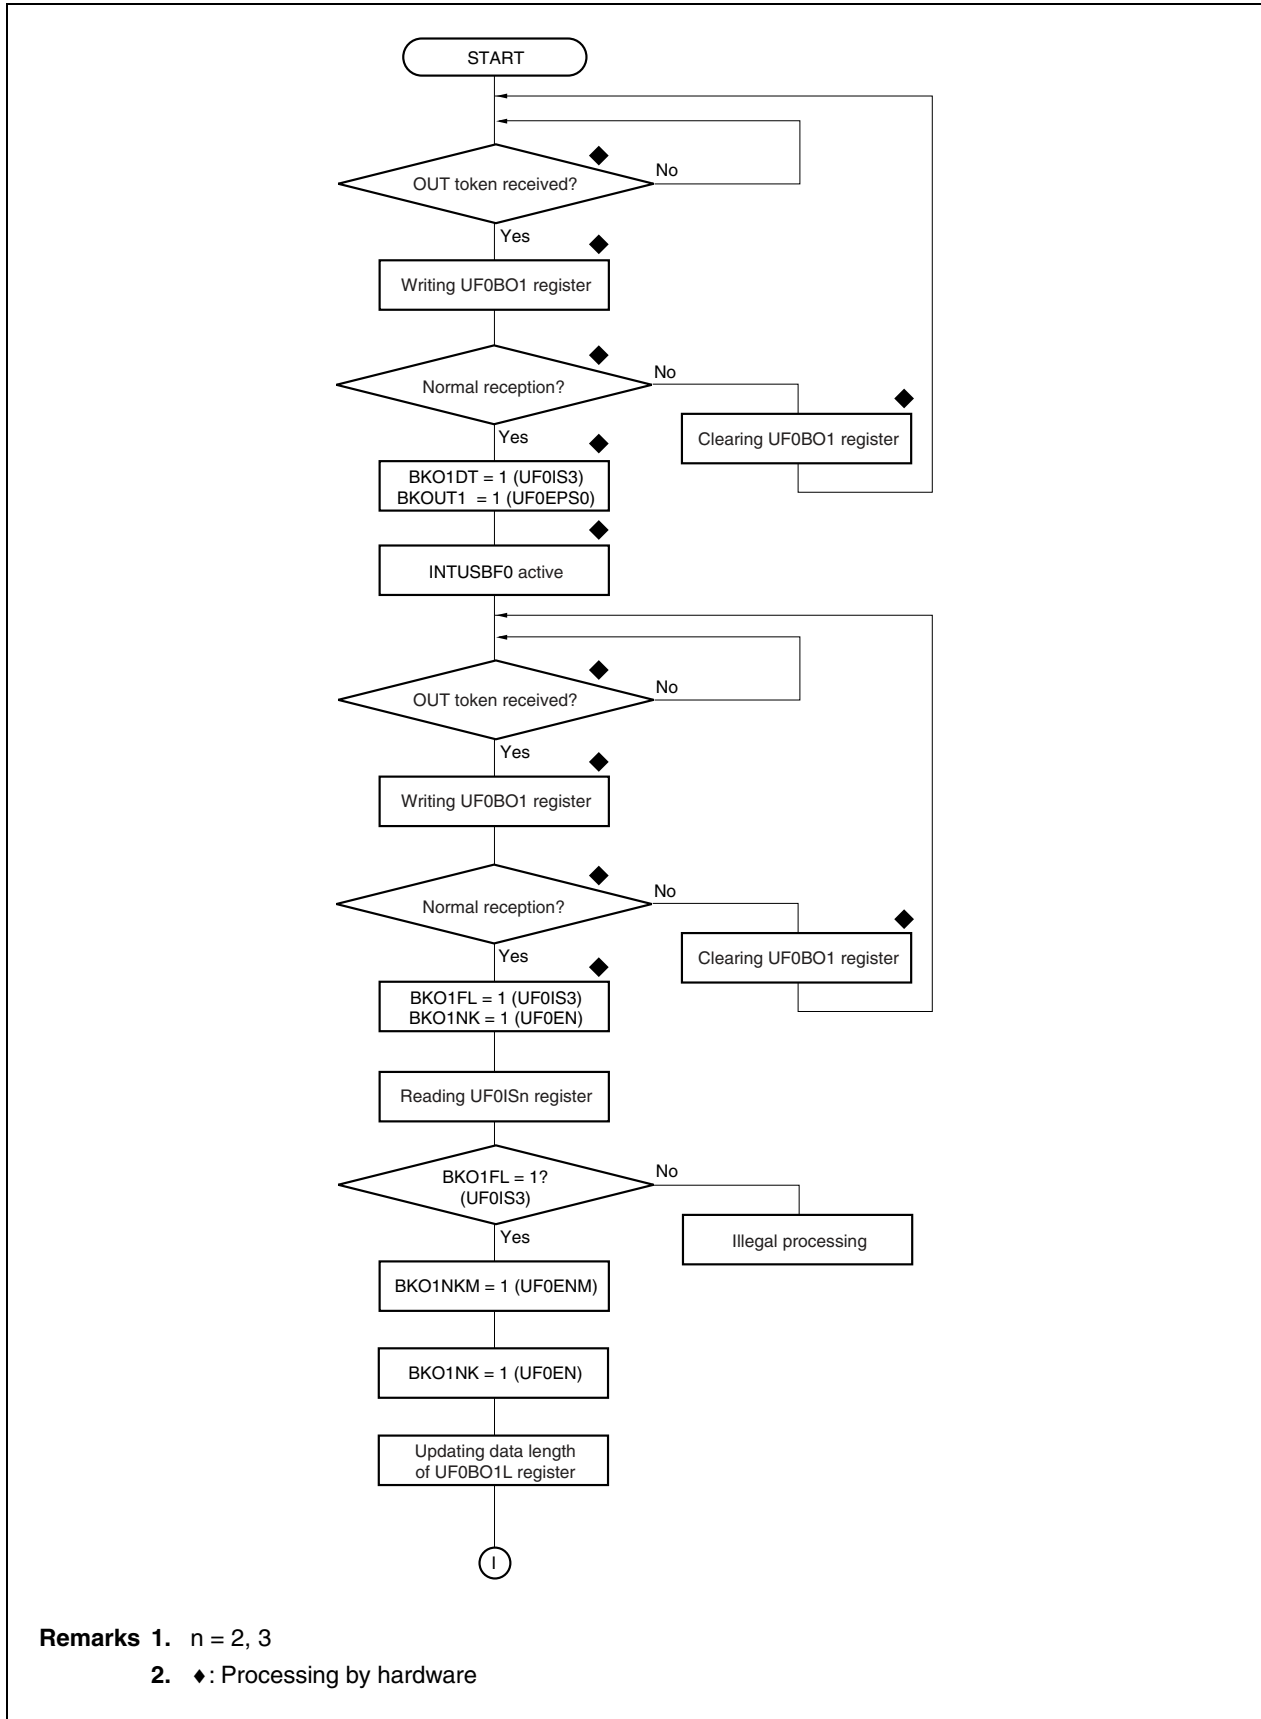 START
OUT token received?
No
Yes
Writing UF0BO1 register
Normal reception?
No
Yes
Clearing UF0BO1 register
BKO1DT = 1 (UF0IS3)
BKOUT1 = 1 (UF0EPS0)
INTUSBF0 active
OUT token received?
No
Yes
Writing UF0BO1 register
Normal reception?
No
Yes
Clearing UF0BO1 register
BKO1FL = 1 (UF0IS3)
BKO1NK = 1 (UF0EN)
Reading UF0ISn register
BKO1FL = 1?
(UF0IS3)
No
Yes
Illegal processing
BKO1NKM = 1 (UF0ENM)
BKO1NK = 1 (UF0EN)
Updating data length
of UF0BO1L register
I
Remarks 1. n = 2, 3
2. ♦: Processing by hardware